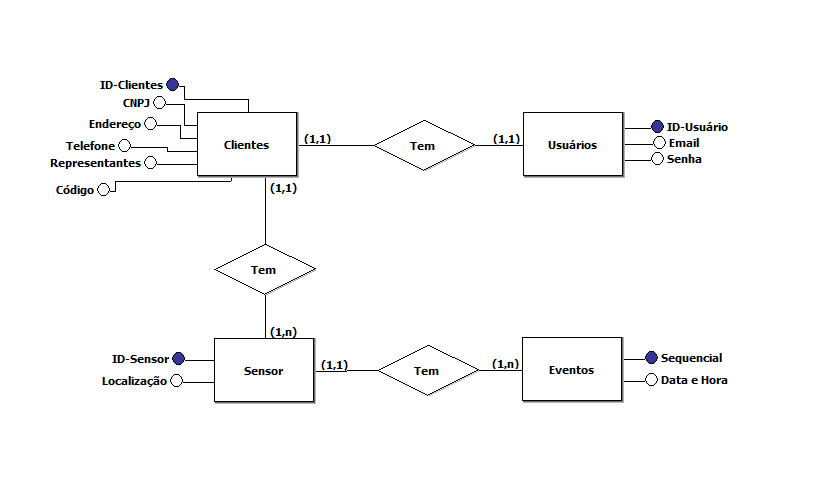 ID-Clientes
CNPJ
Endereço
Telefone
Representantes
Código
Clientes
(1,1)
Tem
(1,1)
Usuários
ID-Usuário
Email
Senha
(1,1)
Tem
(1,n)
ID-Sensor
Localização
Sensor
(1,1)
Tem
(1,n)
Eventos
Sequencial
Data e Hora